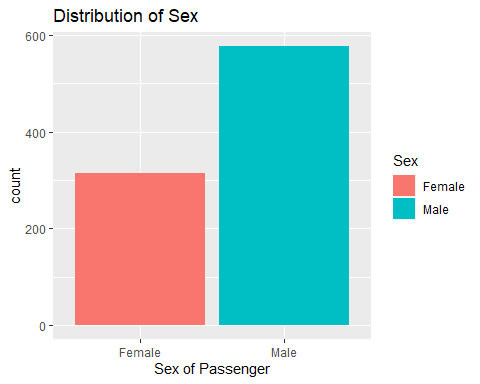 Distribution of Sex
600
400
200
0
count
Female
Male
Sex of Passenger
Sex
Female
Male